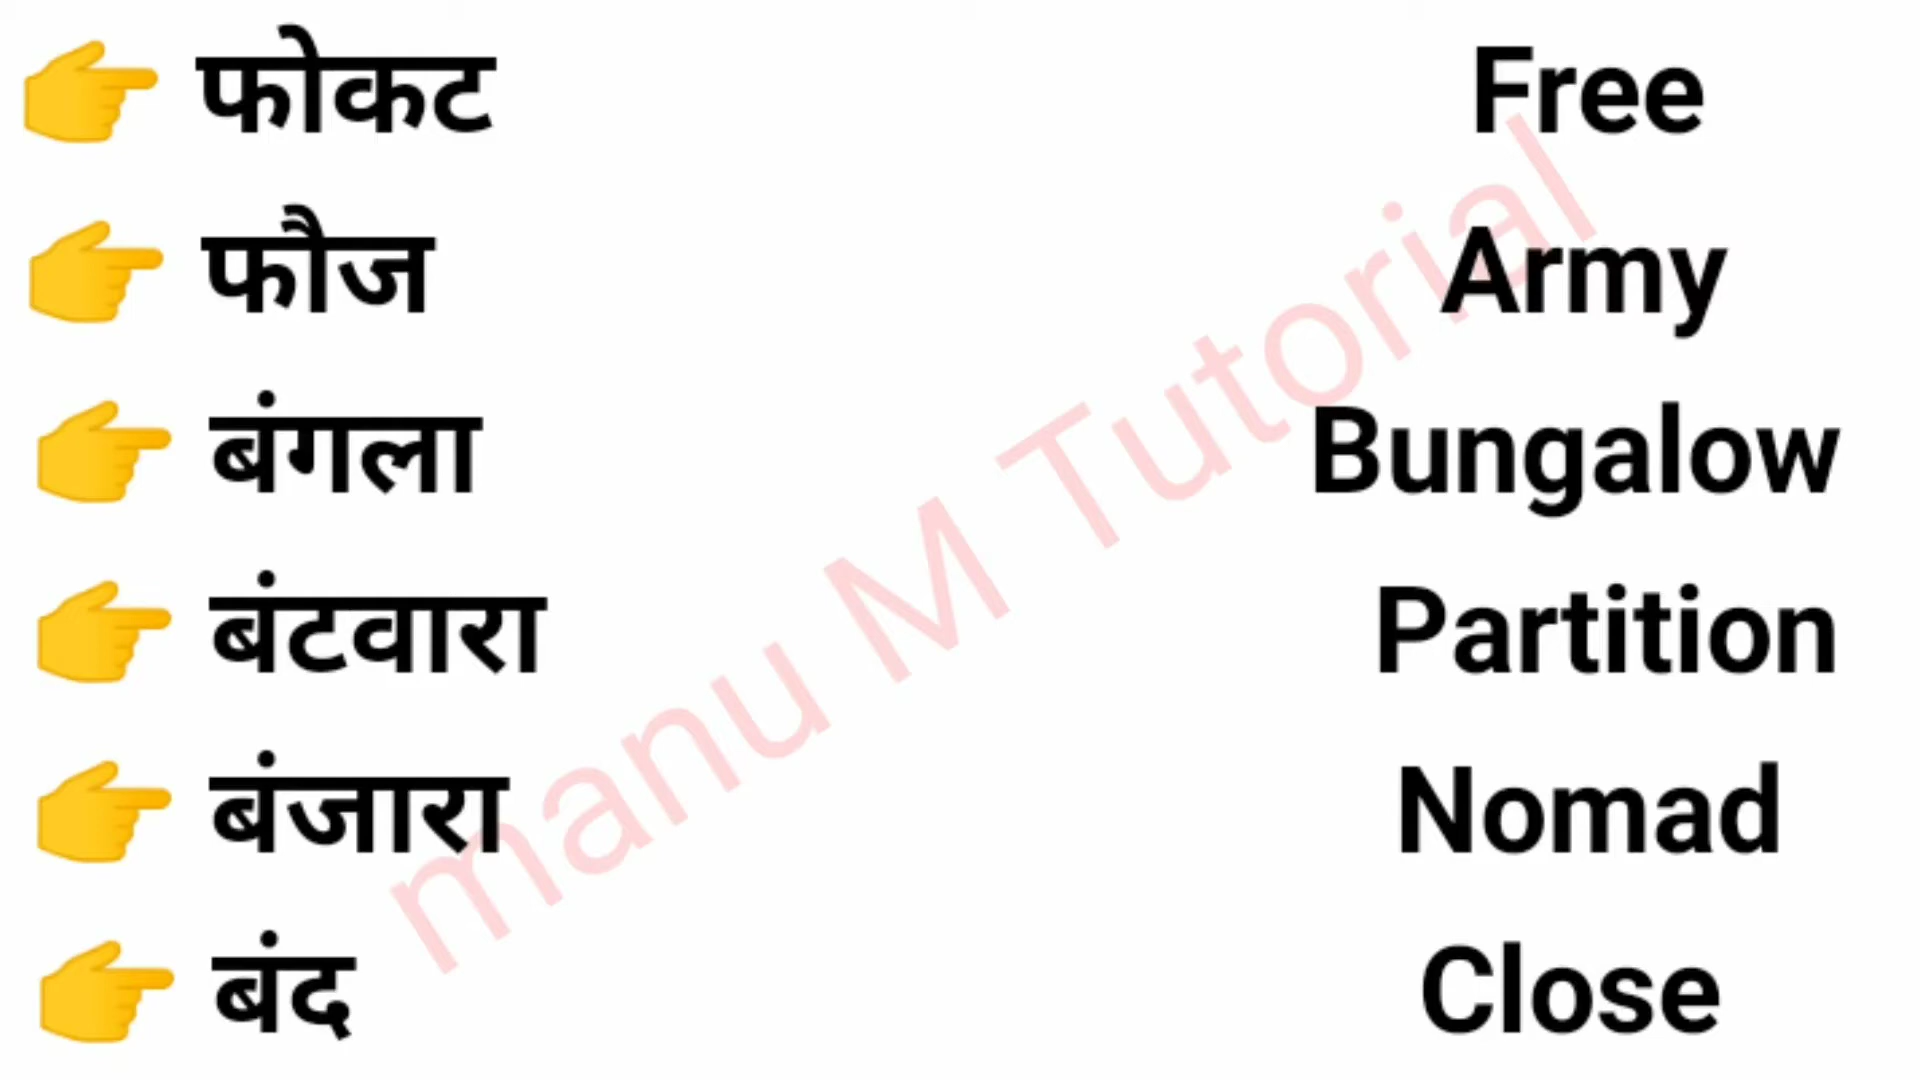 👉 फोकट Free
👉 फौज Army
👉 बंगला Bungalow
👉 बंटवारा Partition
👉 बंजारा Nomad
👉 बंद Close
manu M Tutorial